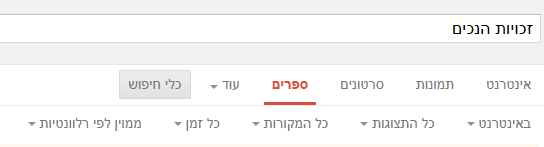 זכויות הנכים
אינטרנט תמונות סרטונים ספרים עוד כלי חיפוש
באינטרנט כל התצוגות כל המקורות כל זמן ממוין לפי רלוונטיות